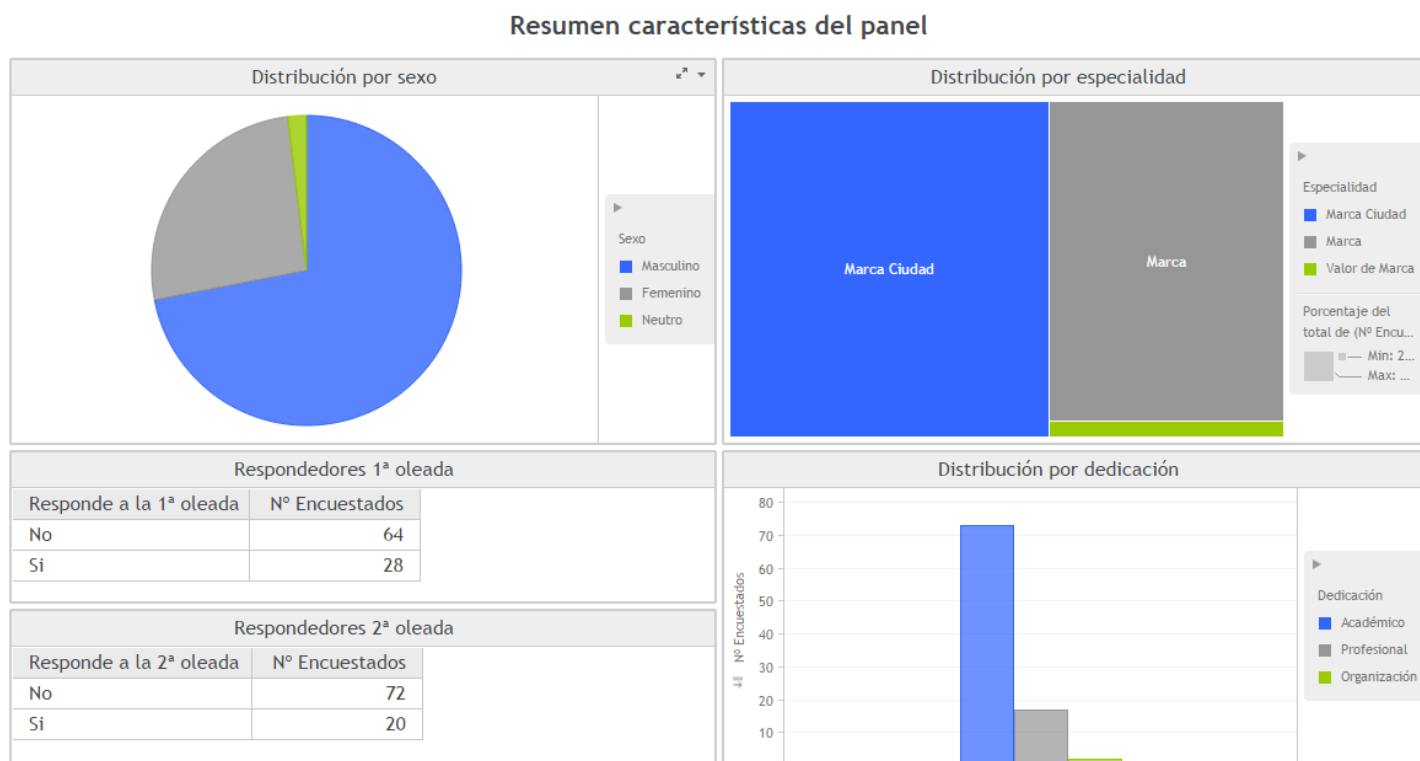 Resumen características del panel
Distribución por sexo
Sexo
Masculino
Femenino
Neutro
Distribución por especialidad
Marca Ciudad
Marca
Especialidad
Marca Ciudad
Marca
Valor de Marca
Porcentaje del
total de (Nº Encu...
Min: 2...
Max: ...
Respondedores 1ª oleada
Responde a la 1ª oleada Nº Encuestados
No 64
Si 28
Respondedores 2ª oleada
Responde a la 2ª oleada Nº Encuestados
No 72
Si 20
Distribución por dedicación
Nº Encuestados
80
70
60
50
40
30
20
10
Dedicación
Académico
Profesional
Organización